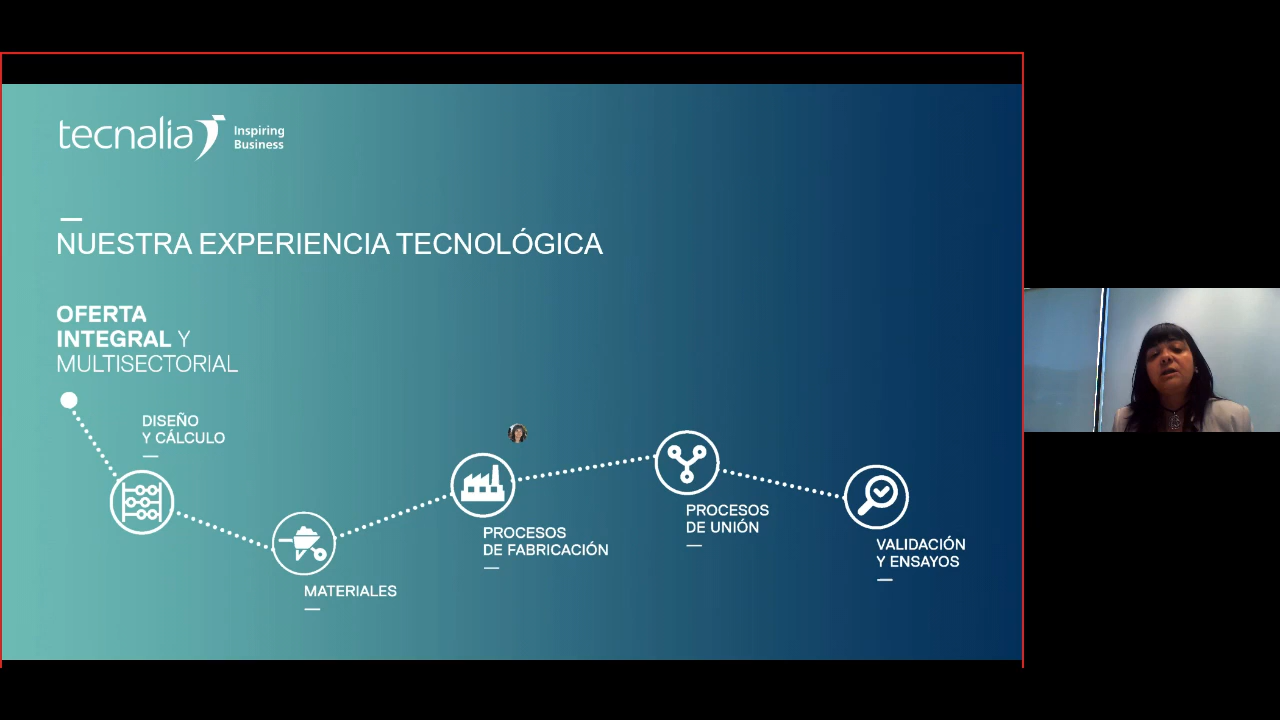 tecnalia
Inspiring
Business
NUESTRA EXPERIENCIA TECNOLÓGICA
OFERTA
INTEGRAL Y
MULTISECTORIAL
DISEÑO
Y CÁLCULO
MATERIALES
PROCESOS
DE FABRICACIÓN
PROCESOS
DE UNIÓN
VALIDACIÓN
Y ENSAYOS